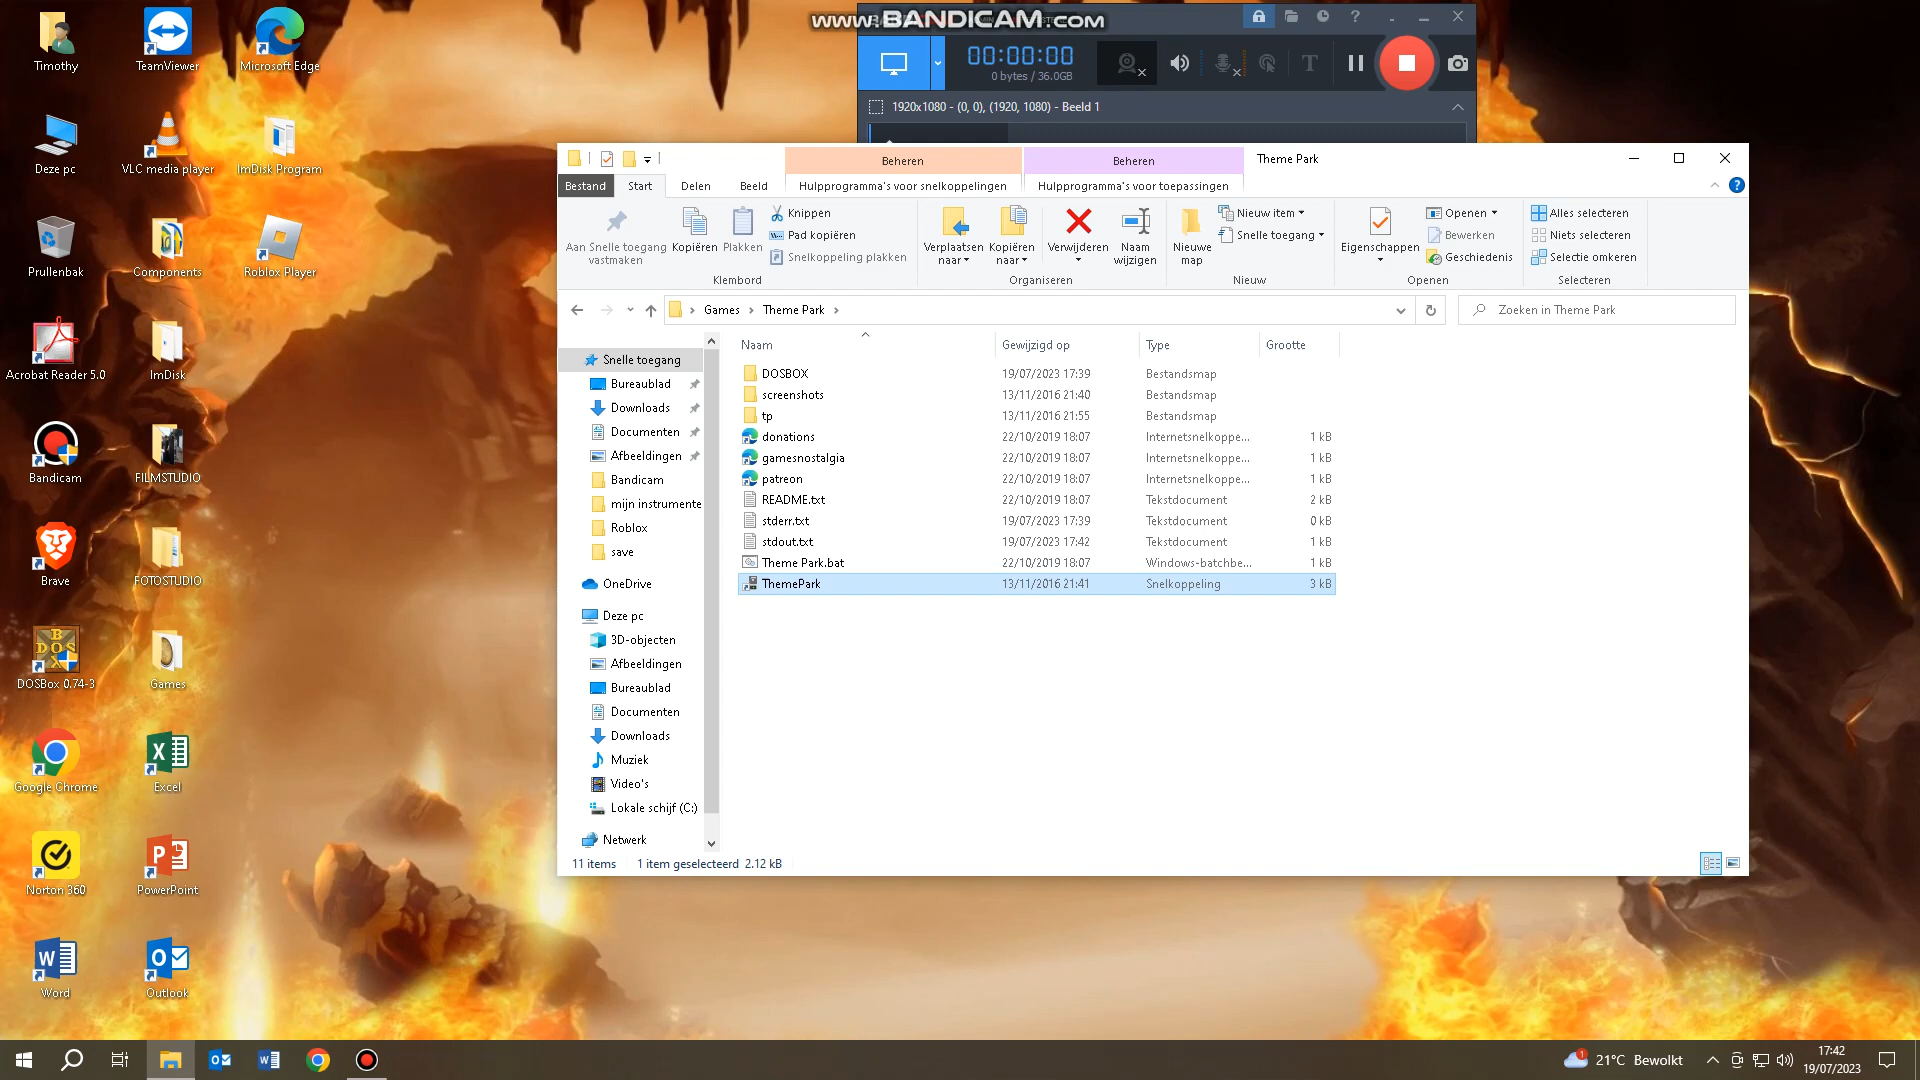 www.BANDICAM.com
00:00:00
0 bytes / 36.0GB
1920x1080 - (0, 0), (1920, 1080) - Beeld 1
Timothy
TeamViewer
Microsoft Edge
Deze pc
VLC media player
ImDisk Program
Prullenbak
Components
Roblox Player
Acrobat Reader 5.0
ImDisk
Bandicam
FILMSTUDIO
Brave
FOTOSTUDIO
DOSBox 0.74-3
Games
Google Chrome
Excel
Norton 360
PowerPoint
Word
Outlook
Beheren
Beheren
Theme Park
Bestand
Start
Delen
Beeld
Hulpprogramma's voor snelkoppelingen
Hulpprogramma's voor toepassingen
Aan Snelle toegang
vastmaken
Kopiëren
Plakken
Knippen
Pad kopiëren
Snelkoppeling plakken
Klembord
Verplaatsen
naar
Kopiëren
naar
Verwijderen
Naam
wijzigen
Organiseren
Nieuwe
map
Nieuw item
Snelle toegang
Nieuw
Eigenschappen
Openen
Bewerken
Geschiedenis
Openen
Alles selecteren
Niets selecteren
Selectie omkeren
Selecteren
Games
Theme Park
Zoeken in Theme Park
Snelle toegang
Bureaublad
Downloads
Documenten
Afbeeldingen
Bandicam
mijn instrumente
Roblox
save
OneDrive
Deze pc
3D-objecten
Afbeeldingen
Bureaublad
Documenten
Downloads
Muziek
Video's
Lokale schijf (C:)
Netwerk
Naam Gewijzigd op Type Grootte
DOSBOX 19/07/2023 17:39 Bestandsmap
screenshots 13/11/2016 21:40 Bestandsmap
tp 13/11/2016 21:55 Bestandsmap
donations 22/10/2019 18:07 Internetsnelkoppe... 1 kB
gamesnostalgia 22/10/2019 18:07 Internetsnelkoppe... 1 kB
patreon 22/10/2019 18:07 Internetsnelkoppe... 1 kB
README.txt 22/10/2019 18:07 Tekstdocument 2 kB
stderr.txt 19/07/2023 17:39 Tekstdocument 0 kB
stdout.txt 19/07/2023 17:42 Tekstdocument 1 kB
Theme Park.bat 22/10/2019 18:07 Windows-batchbe... 1 kB
ThemePark 13/11/2016 21:41 Snelkoppeling 3 kB
11 items 1 item geselecteerd 2.12 kB
21°C Bewolkt
17:42
19/07/2023